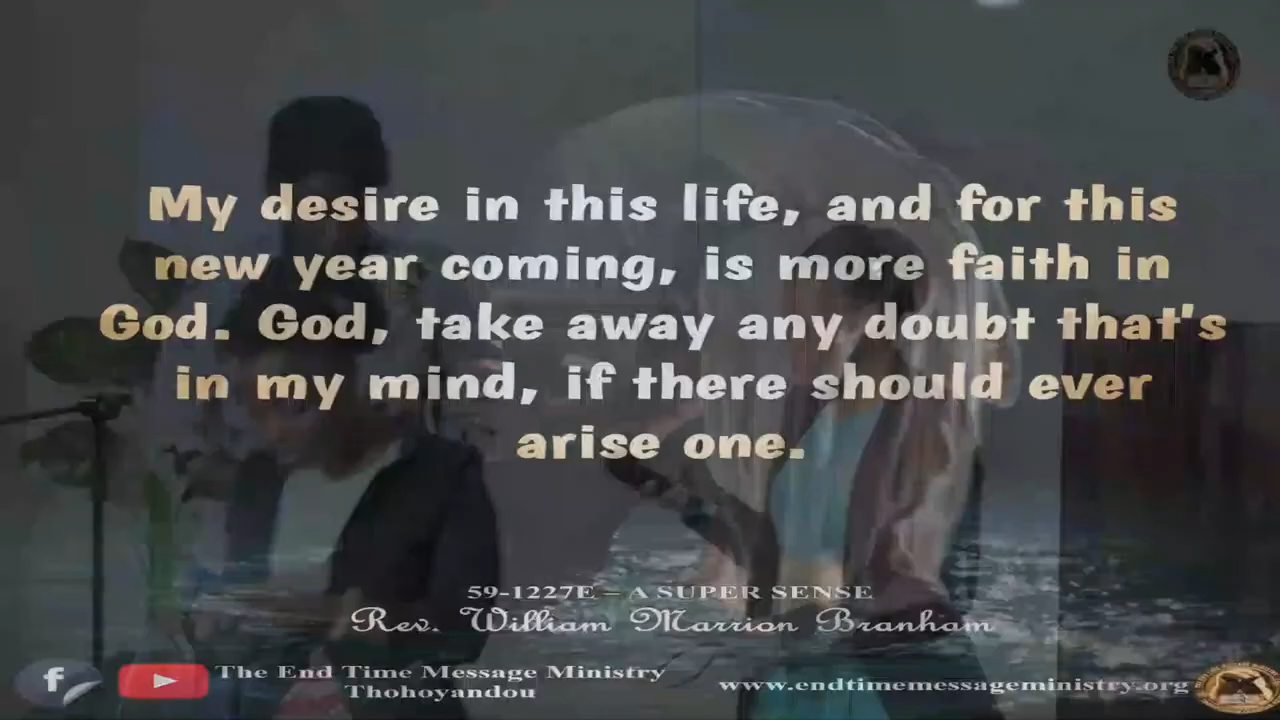 My desire in this life, and for this
new year coming, is more faith in
God. God, take away any doubt that's
in my mind, if there should ever
arise one.
59-1227E – A SUPER SENSE
Rev. William Marrion Branham
The End Time Message Ministry
Thohoyandou
www.endtimemessageministry.org